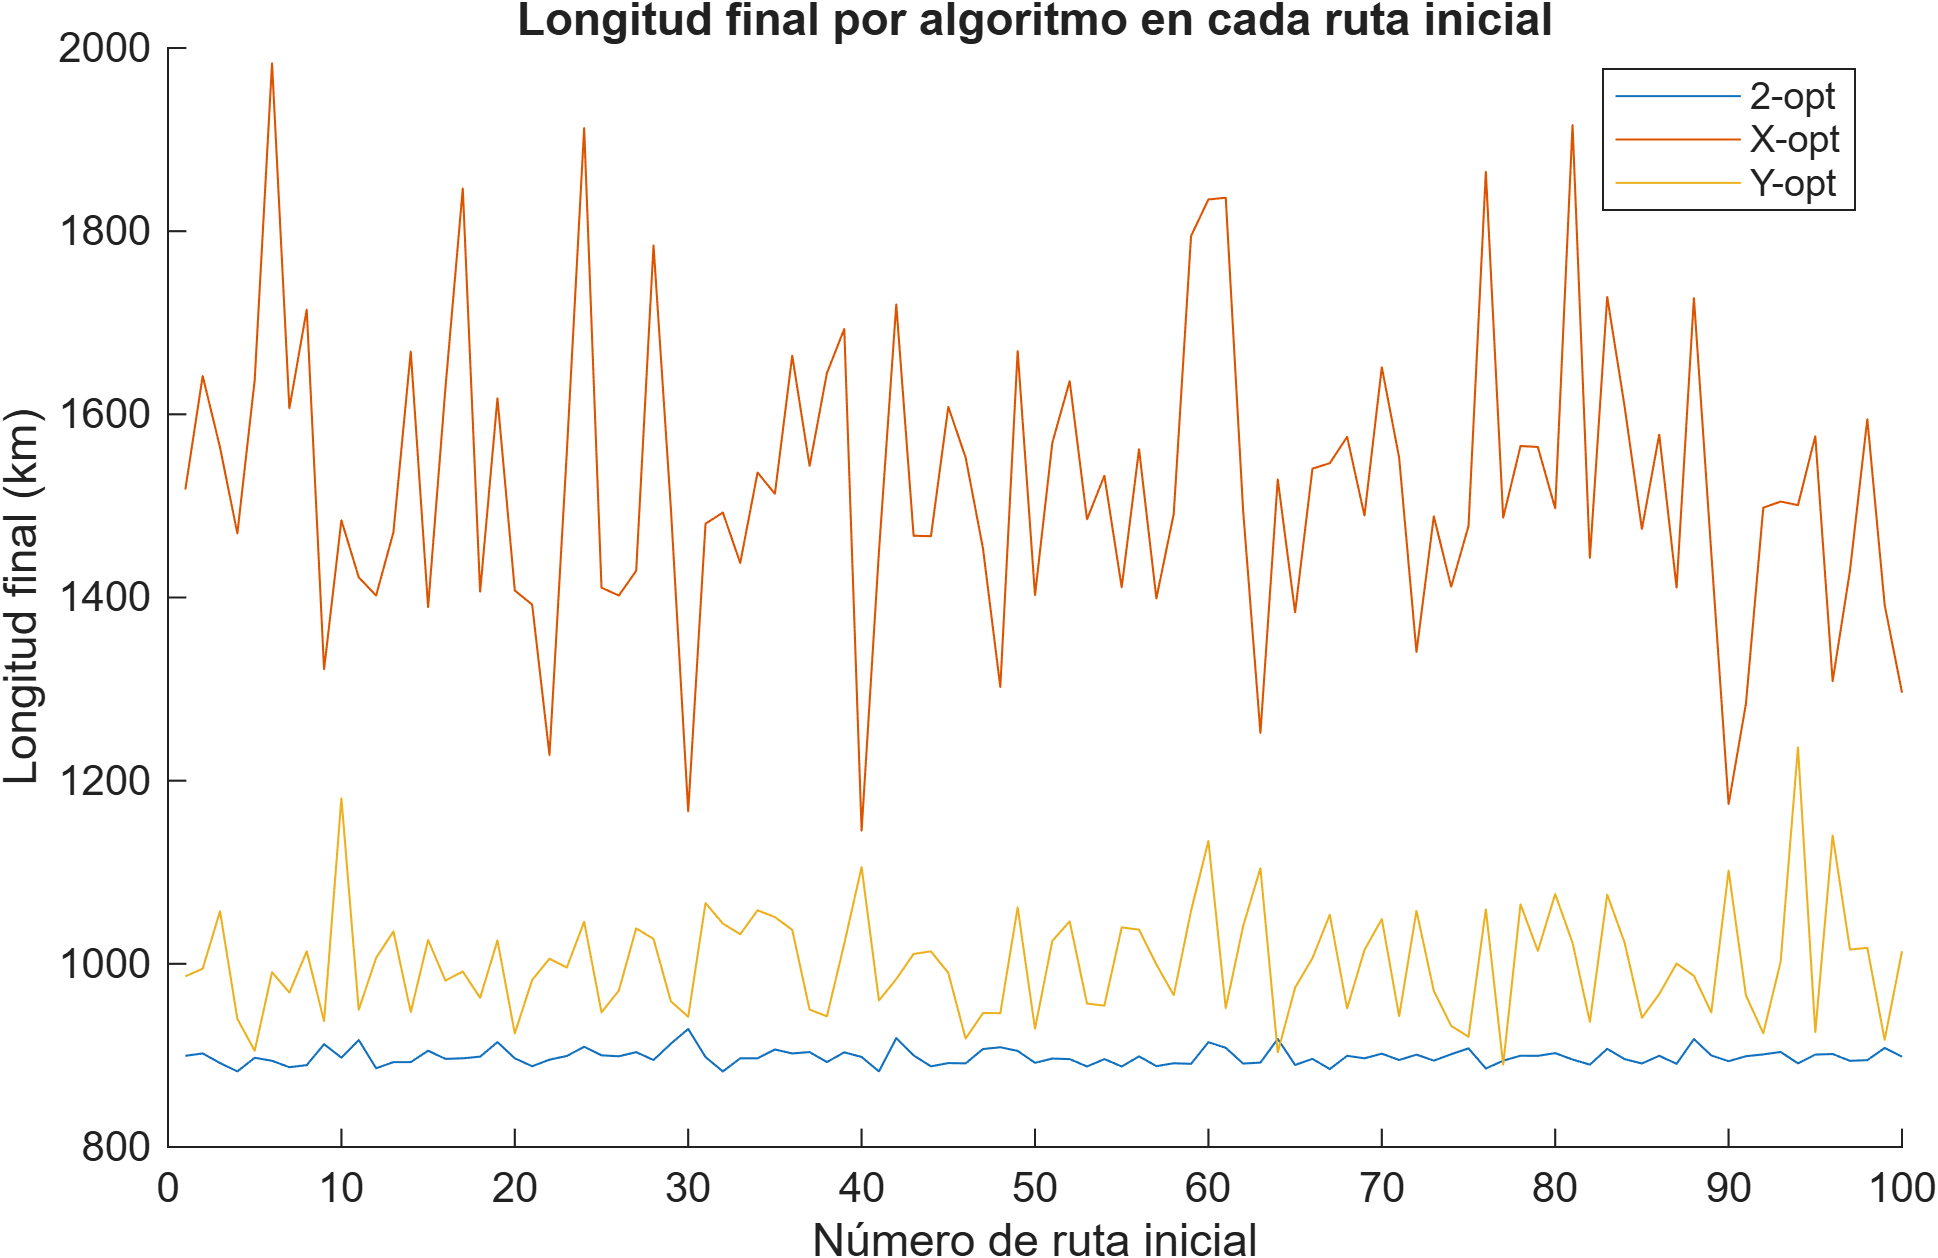 Longitud final por algoritmo en cada ruta inicial
2-opt
X-opt
Y-opt
Longitud final (km)
2000
1800
1600
1400
1200
1000
800
0 10 20 30 40 50 60 70 80 90 100
Número de ruta inicial